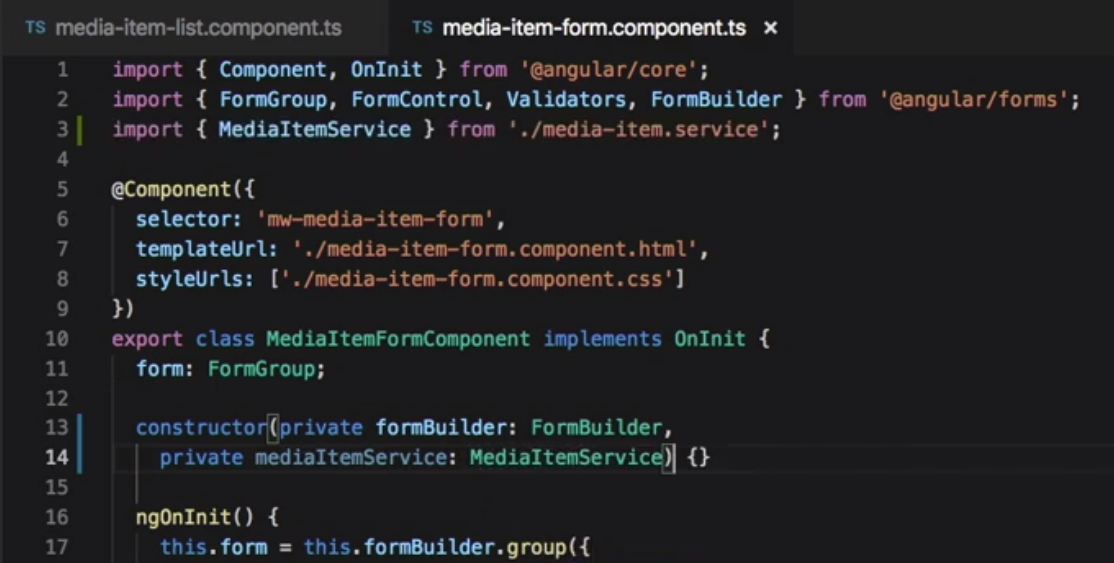 TS media-item-list.component.ts TS media-item-form.component.ts ×
1 import { Component, OnInit } from '@angular/core';
2 import { FormGroup, FormControl, Validators, FormBuilder } from '@angular/forms';
3 import { MediaItemService } from './media-item.service';
4
5 @Component({
6   selector: 'mw-media-item-form',
7   templateUrl: './media-item-form.component.html',
8   styleUrls: ['./media-item-form.component.css']
9 })
10 export class MediaItemFormComponent implements OnInit {
11   form: FormGroup;
12
13   constructor(private formBuilder: FormBuilder,
14     private mediaItemService: MediaItemService) {}
15
16   ngOnInit() {
17     this.form = this.formBuilder.group({